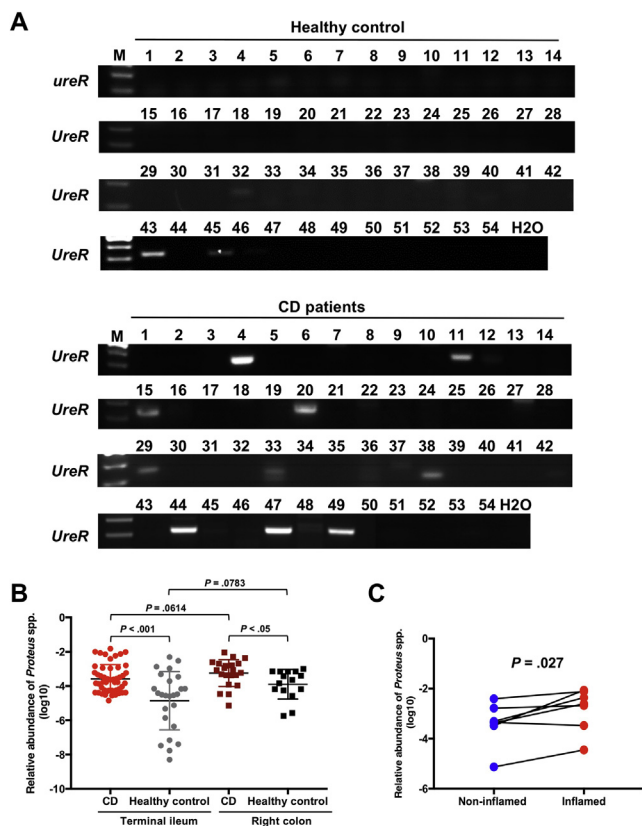 A
Healthy control
M 1 2 3 4 5 6 7 8 9 10 11 12 13 14
ureR
15 16 17 18 19 20 21 22 23 24 25 26 27 28
UreR
29 30 31 32 33 34 35 36 37 38 39 40 41 42
UreR
43 44 45 46 47 48 49 50 51 52 53 54 H2O
UreR
CD patients
M 1 2 3 4 5 6 7 8 9 10 11 12 13 14
UreR
15 16 17 18 19 20 21 22 23 24 25 26 27 28
UreR
29 30 31 32 33 34 35 36 37 38 39 40 41 42
UreR
43 44 45 46 47 48 49 50 51 52 53 54 H2O
UreR
B
P = .0783
P = .0614
P < .001
P < .05
Relative abundance of Proteus spp.
(log10)
0
-2
-4
-6
-8
-10
CD Healthy control CD Healthy control
Terminal ileum Right colon
C
P = .027
Relative abundance of Proteus spp.
(log10)
0
-2
-4
-6
Non-inflamed Inflamed